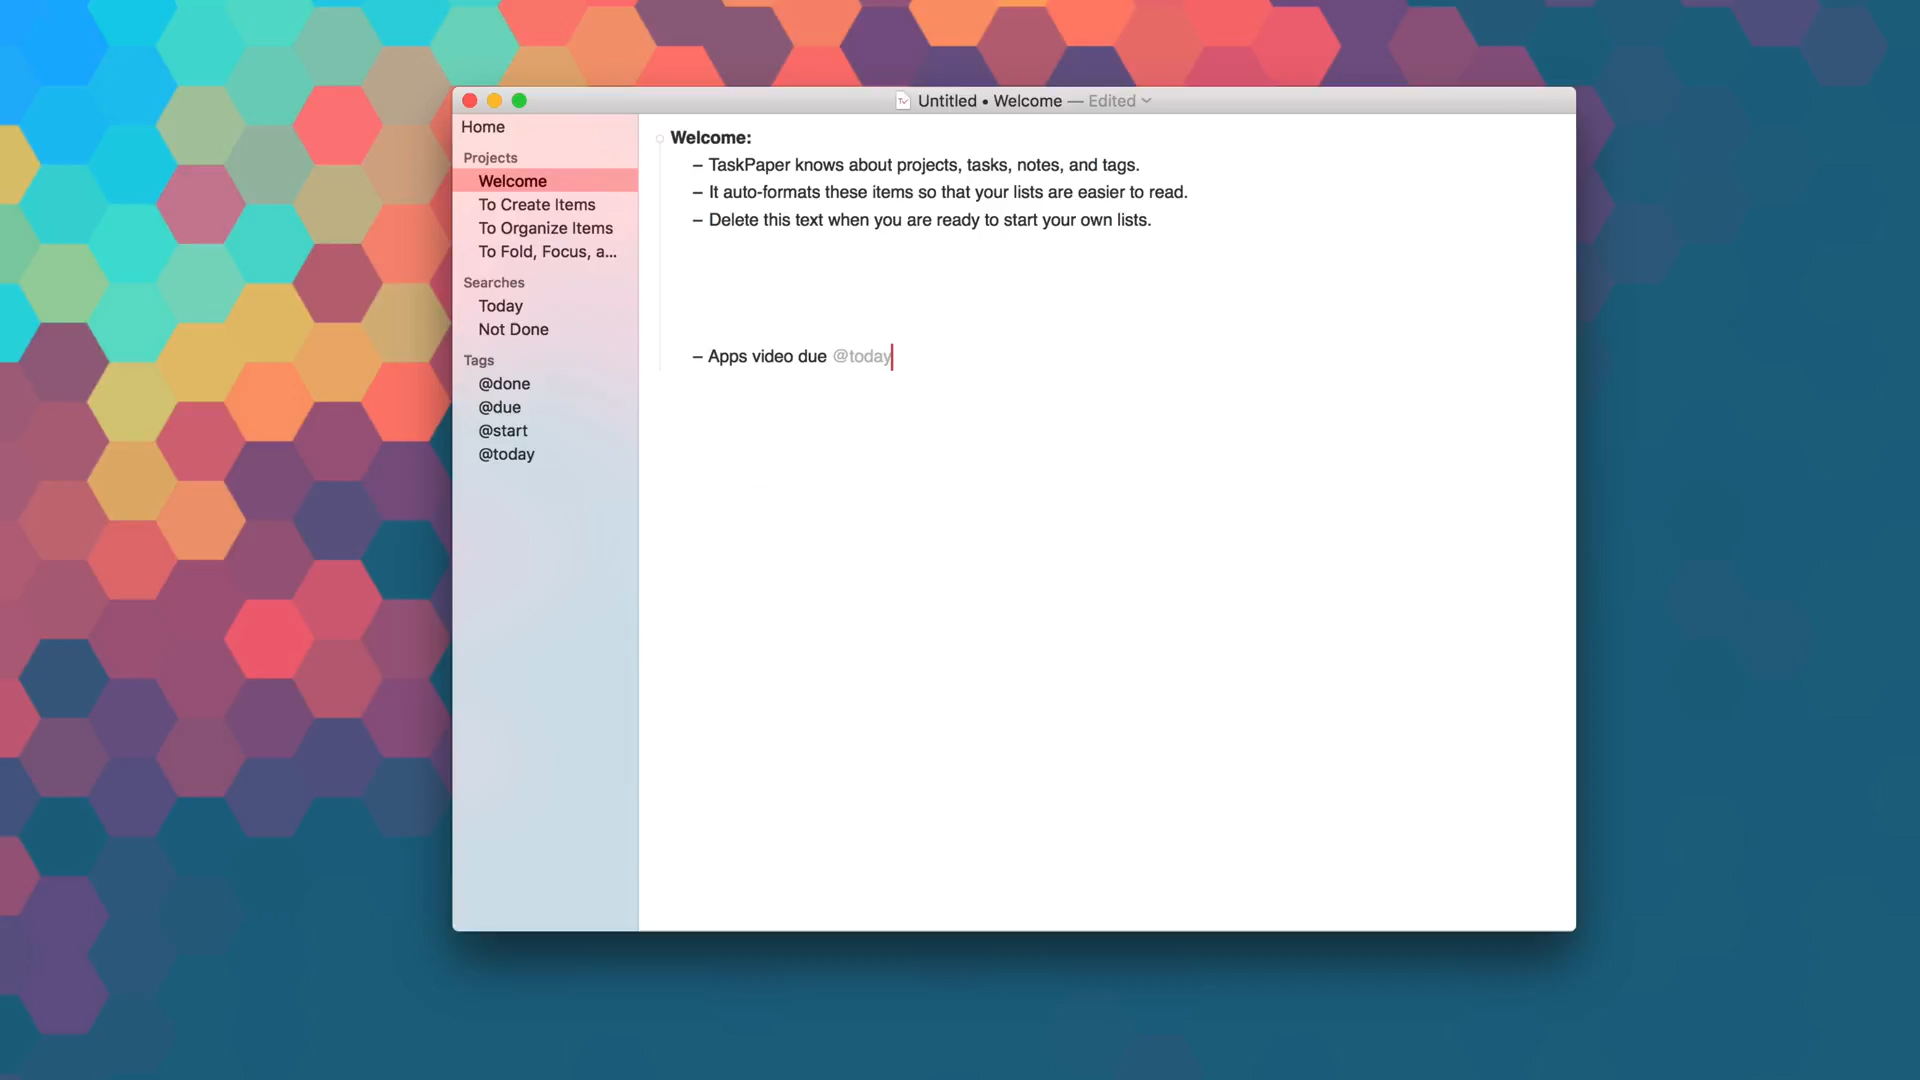 Untitled • Welcome — Edited
Home
Projects
Welcome
To Create Items
To Organize Items
To Fold, Focus, a...
Searches
Today
Not Done
Tags
@done
@due
@start
@today
Welcome:
– TaskPaper knows about projects, tasks, notes, and tags.
– It auto-formats these items so that your lists are easier to read.
– Delete this text when you are ready to start your own lists.
– Apps video due @today